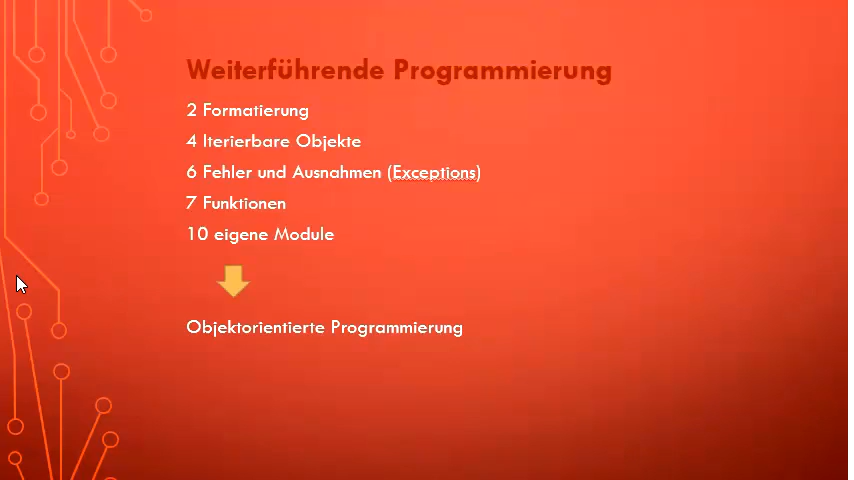 Weiterführende Programmierung
2 Formatierung
4 Iterierbare Objekte
6 Fehler und Ausnahmen (Exceptions)
7 Funktionen
10 eigene Module
Objektorientierte Programmierung